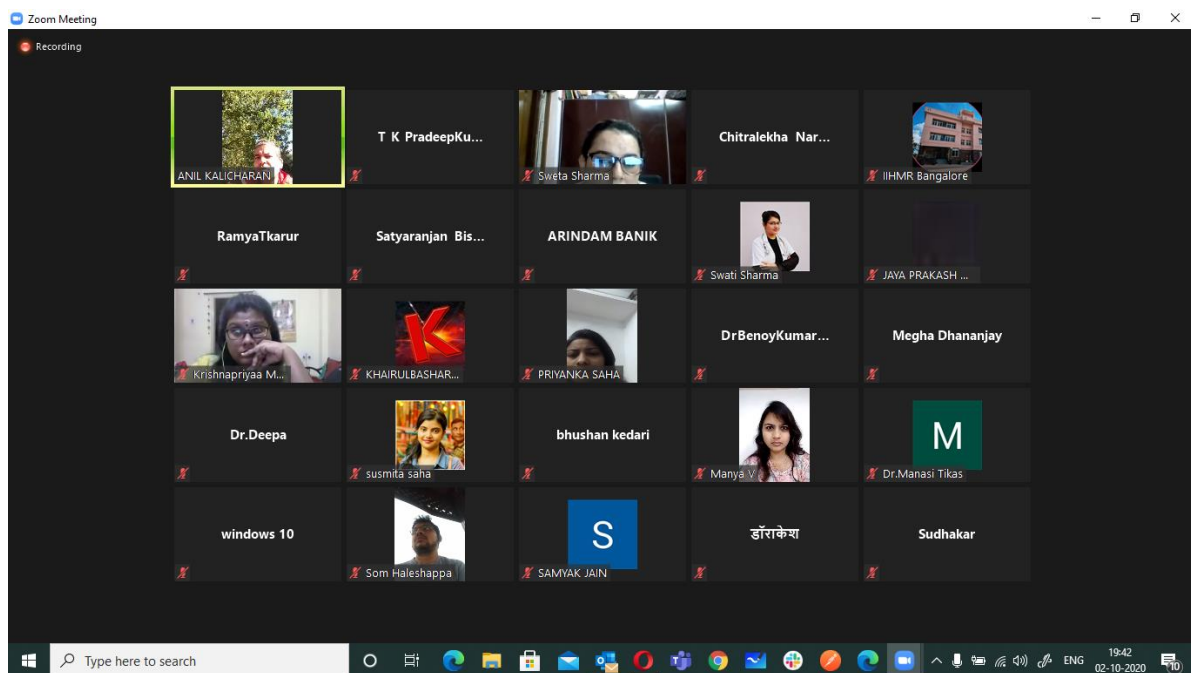 Zoom Meeting
Recording
ANIL KALICHARAN
T K PradeepKu...
Sweta Sharma
Chitralekha Nar...
IIHMR Bangalore
RamyaTkarur
Satyaranjan Bis...
ARINDAM BANIK
Swati Sharma
JAYA PRAKASH ...
Krishnapriyaa M...
K
KHAIRULBASHAR...
PRIYANKA SAHA
DrBenoyKumar...
Megha Dhananjay
Dr.Deepa
susmita saha
bhushan kedari
Manya V
M
Dr.Manasi Tikas
windows 10
Som Haleshappa
S
SAMYAK JAIN
डॉराकेश
Sudhakar
Type here to search
ENG
19:42
02-10-2020
10